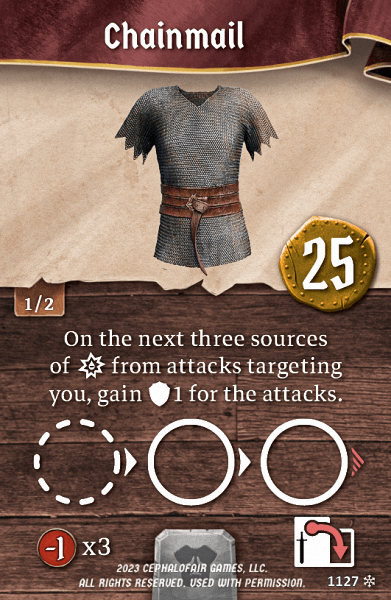 Chainmail
25
1/2
On the next three sources
of from attacks targeting
you, gain 1 for the attacks.
-1 x3
2023 CEPHALOFAIR GAMES, LLC.
ALL RIGHTS RESERVED. USED WITH PERMISSION.
1127